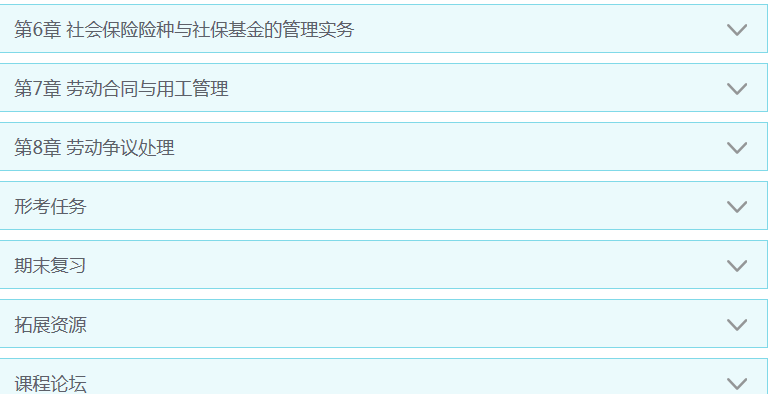 第6章 社会保险险种与社保基金的管理实务
第7章 劳动合同与用工管理
第8章 劳动争议处理
形考任务
期末复习
拓展资源
课程论坛